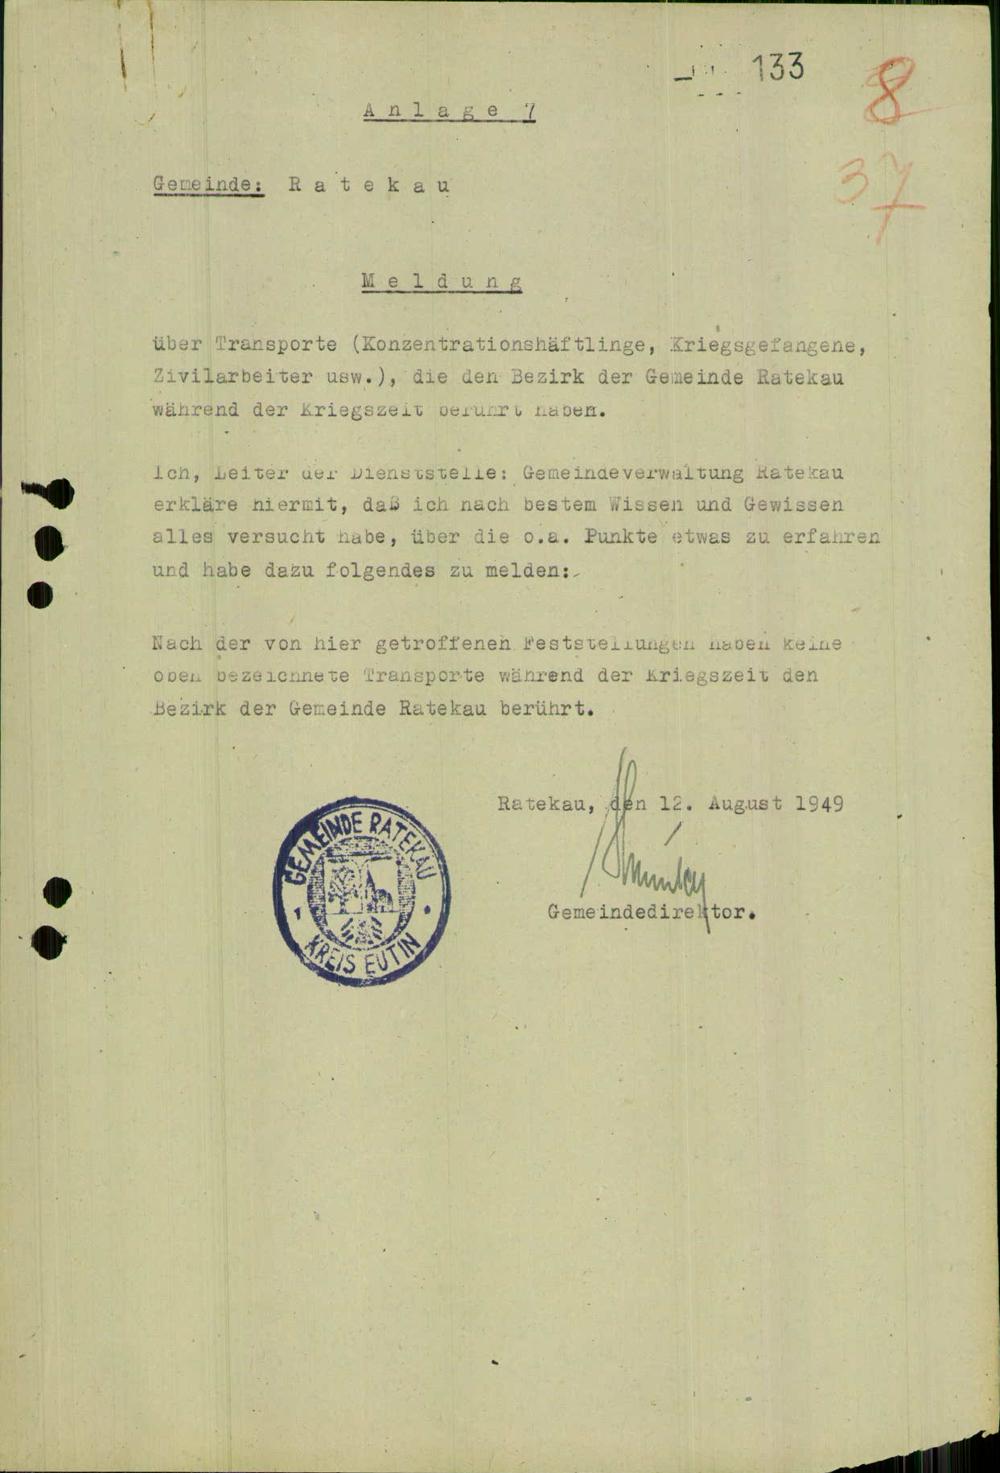 133
8
A n l a g e 7
37
Gemeinde: R a t e k a u
M e l d u n g
über Transporte (Konzentrationshäftlinge, Kriegsgefangene,
Zivilarbeiter usw.), die den Bezirk der Gemeinde Ratekau
während der Kriegszeit berührt haben.
Ich, Leiter der Dienststelle: Gemeindeverwaltung Ratekau
erkläre hiermit, daß ich nach bestem Wissen und Gewissen
alles versucht habe, über die o.a. Punkte etwas zu erfahren
und habe dazu folgendes zu melden:
Nach der von hier getroffenen Feststellungen haben keine
oben bezeichnete Transporte während der Kriegszeit den
Bezirk der Gemeinde Ratekau berührt.
Ratekau, den 12. August 1949
Gemeindedirektor.
GEMEINDE RATEKAU
1
KREIS EUTIN